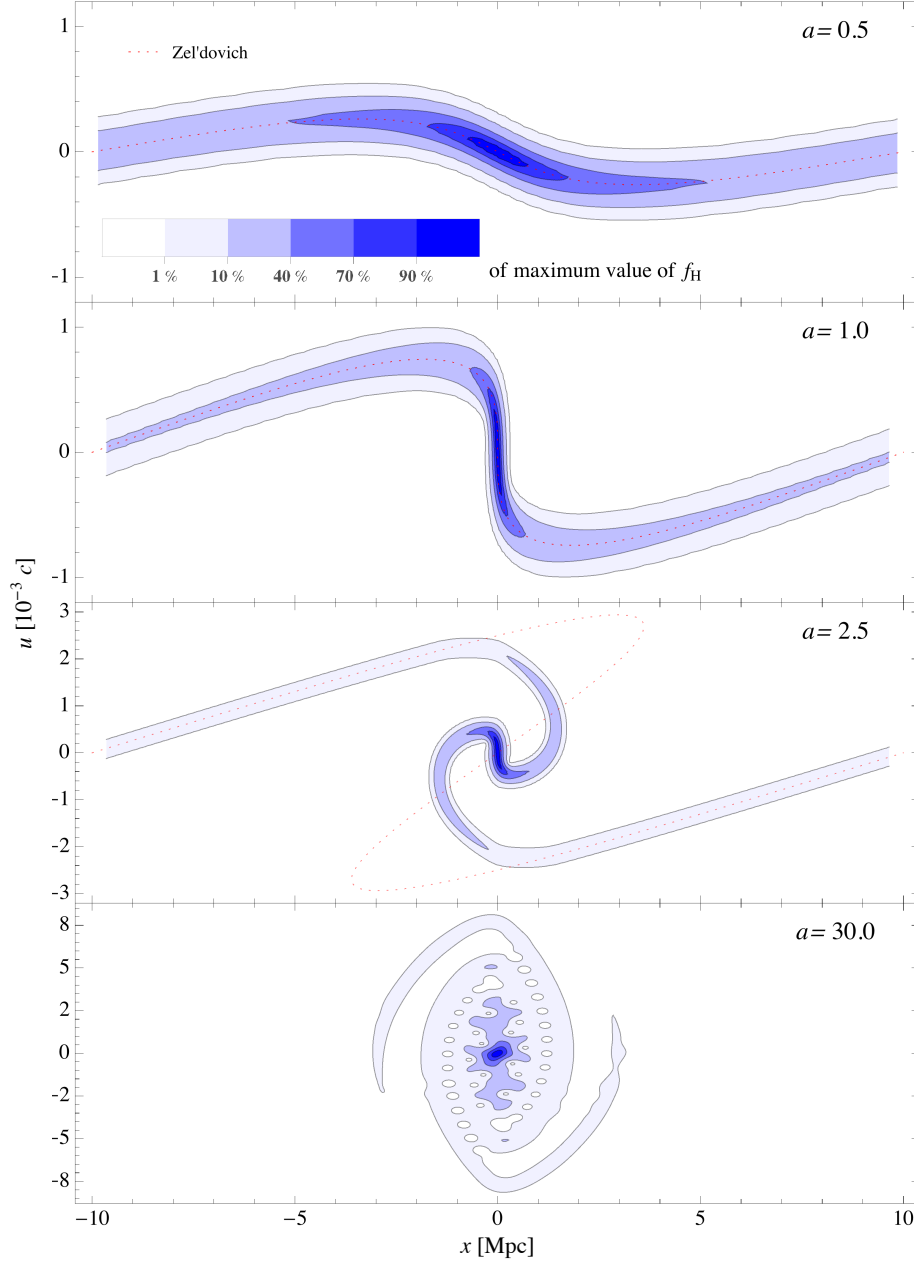 a= 0.5
Zel'dovich
1
0
-1
1 % 10 % 40 % 70 % 90 %
of maximum value of fH
a= 1.0
1
0
-1
u [10⁻³ c]
a= 2.5
3
2
1
0
-1
-2
-3
a= 30.0
8
5
2
0
-2
-5
-8
−10 −5 0 5 10
x [Mpc]